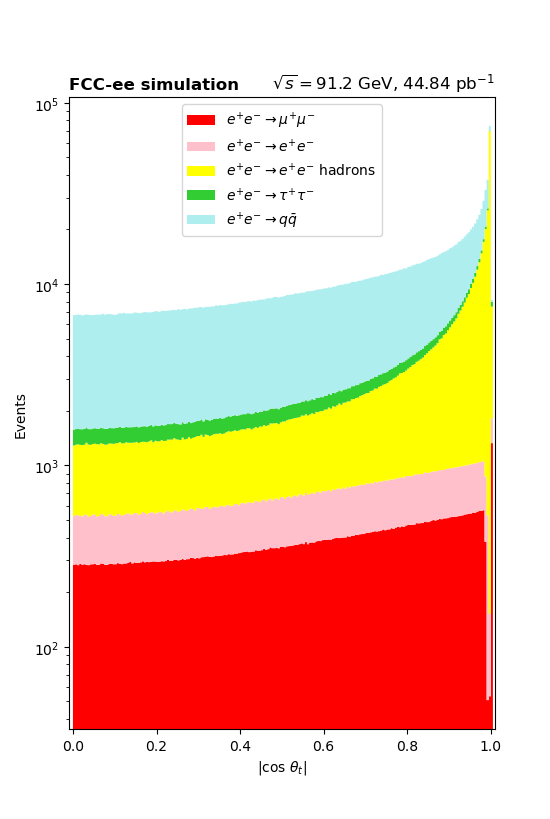 FCC-ee simulation √s = 91.2 GeV, 44.84 pb⁻¹
e⁺e⁻ → μ⁺μ⁻
e⁺e⁻ → e⁺e⁻
e⁺e⁻ → e⁺e⁻ hadrons
e⁺e⁻ → τ⁺τ⁻
e⁺e⁻ → qq̄
10⁵
10⁴
10³
10²
Events
0.0 0.2 0.4 0.6 0.8 1.0
|cos θₜ|